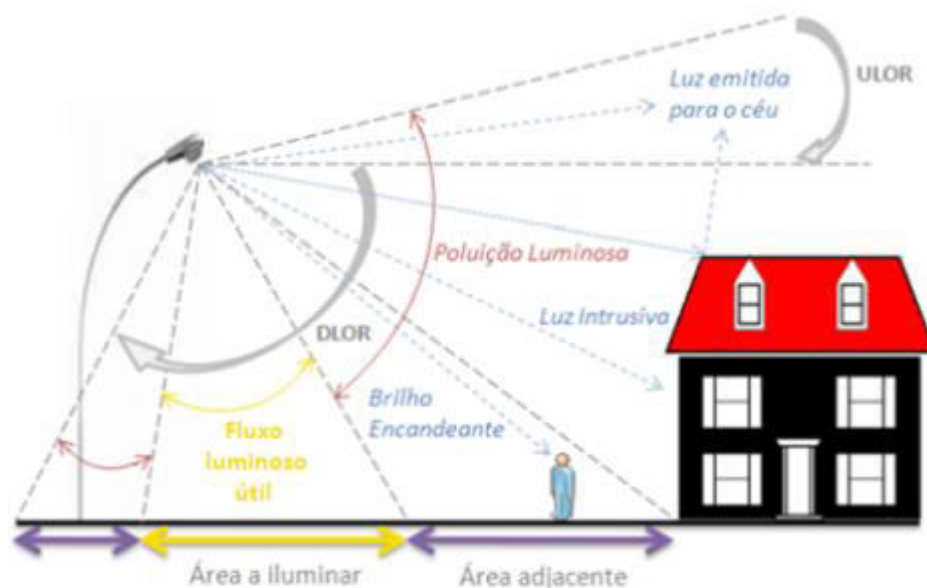 Luz emitida
para o céu
ULOR
Poluição Luminosa
Luz Intrusiva
DLOR
Brilho
Encandeante
Fluxo
luminoso
útil
Área a iluminar
Área adjacente